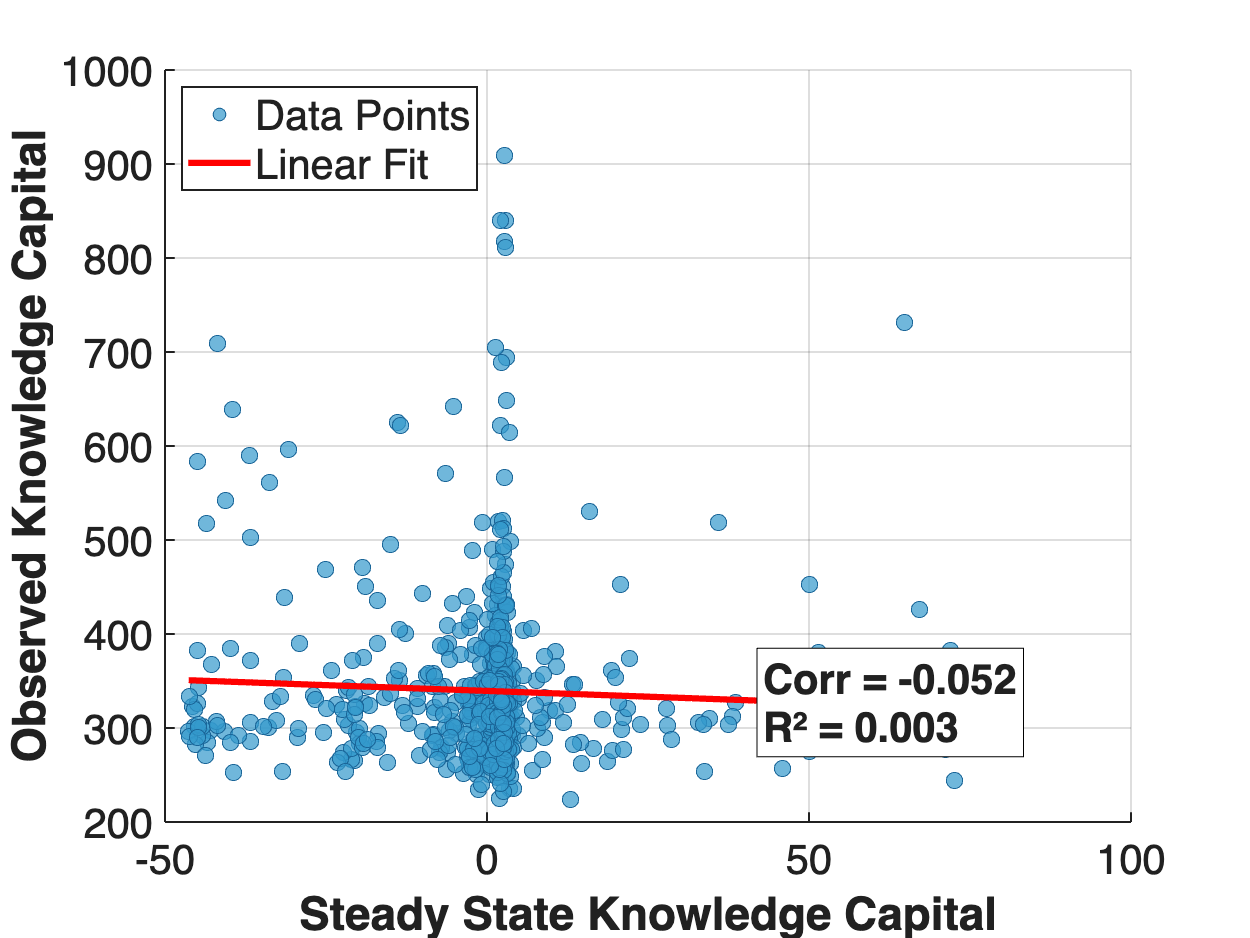 1000
900
800
700
600
500
400
300
200
-50
0
50
100
Observed Knowledge Capital
Steady State Knowledge Capital
Data Points
Linear Fit
Corr = -0.052
R² = 0.003